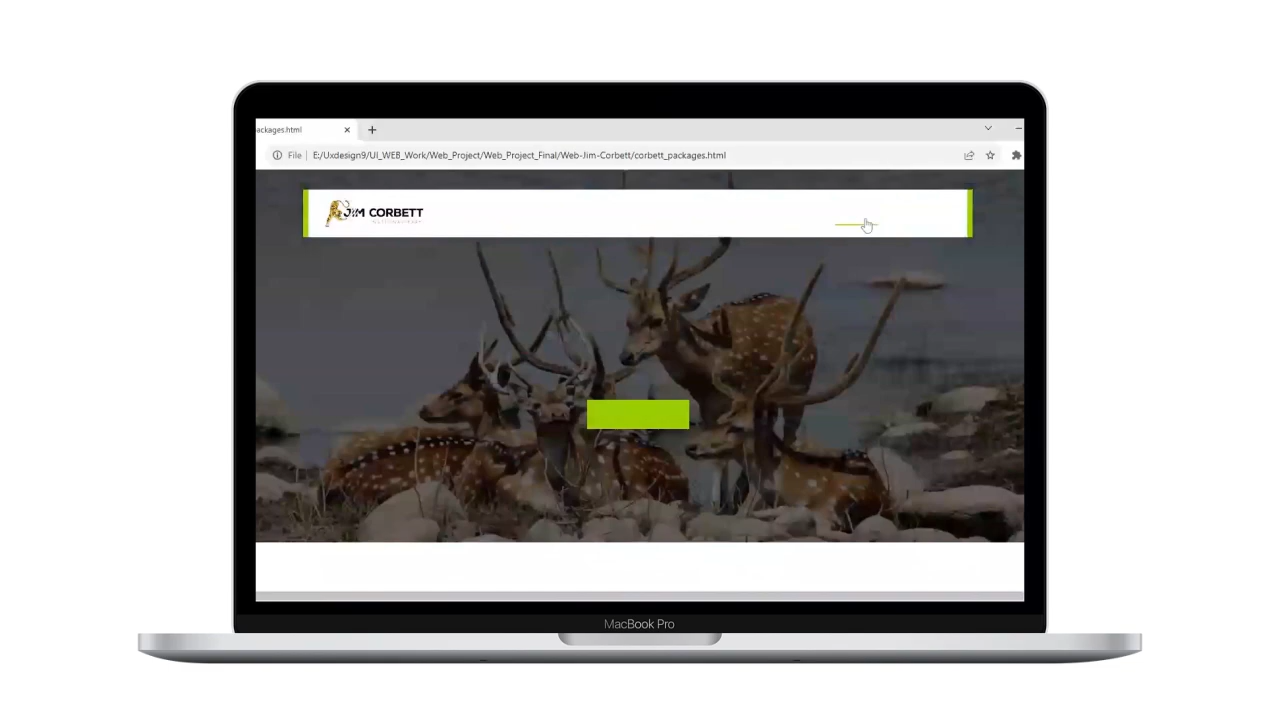 ackages.html
File
E:/Uxdesign9/UI_WEB_Work/Web_Project/Web_Project_Final/Web-Jim-Corbett/corbett_packages.html
JIM CORBETT
MacBook Pro